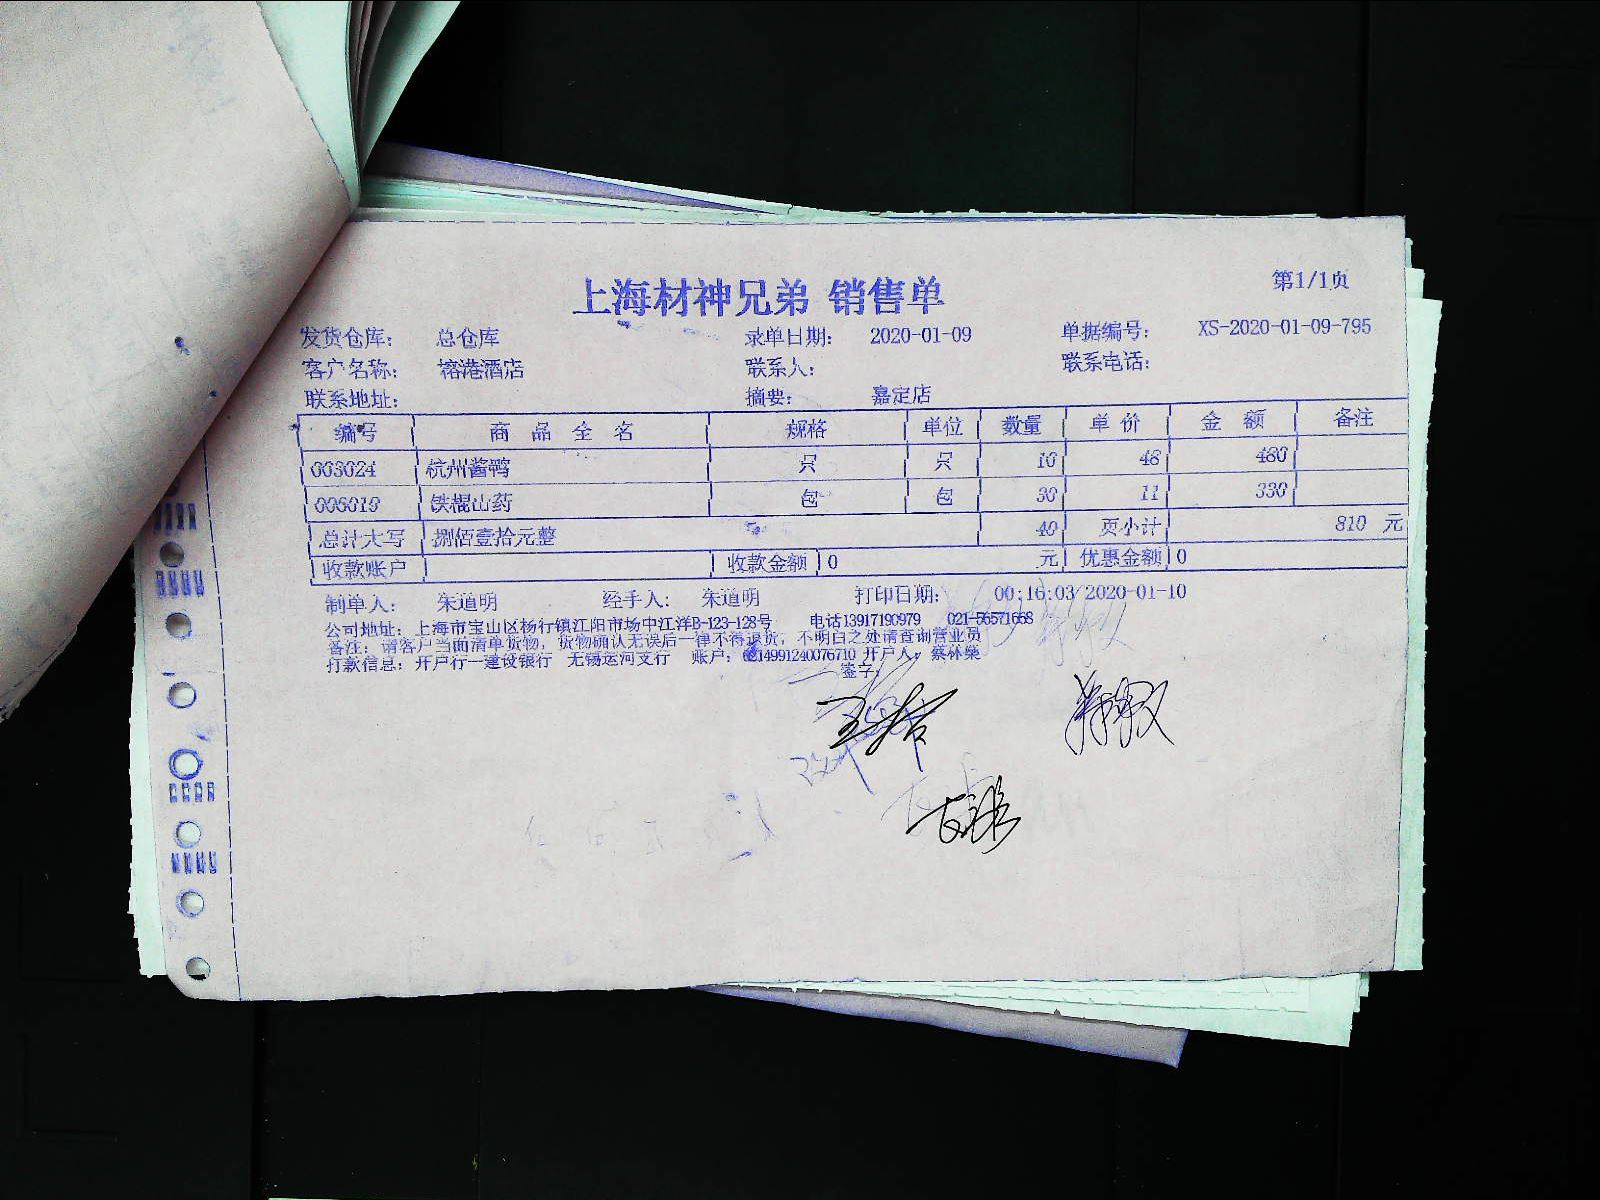 第1/1页
上海材神兄弟 销售单
发货仓库： 总仓库 录单日期： 2020-01-09 单据编号： XS-2020-01-09-795
客户名称： 榕港酒店 联系人： 联系电话：
联系地址： 摘要： 嘉定店
编号 商品全名 规格 单位 数量 单价 金额 备注
003024 杭州酱鸭 只 只 10 48 480
006019 铁棍山药 包 包 30 11 330
总计大写 捌佰壹拾元整 40 页小计 810 元
收款账户 收款金额 0 元 优惠金额 0
制单人： 朱道明 经手人： 朱道明 打印日期： 00:16:03/2020-01-10
公司地址：上海市宝山区杨行镇江阳市场中江洋B-123-128号 电话13917190979 021-56571668
备注：请客户当面清单货物，货物确认无误后一律不得退货，不明白之处请查询营业员
打款信息：开户行—建设银行 无锡运河支行 账户：6214991240076710 开户人：蔡林柴
签字：